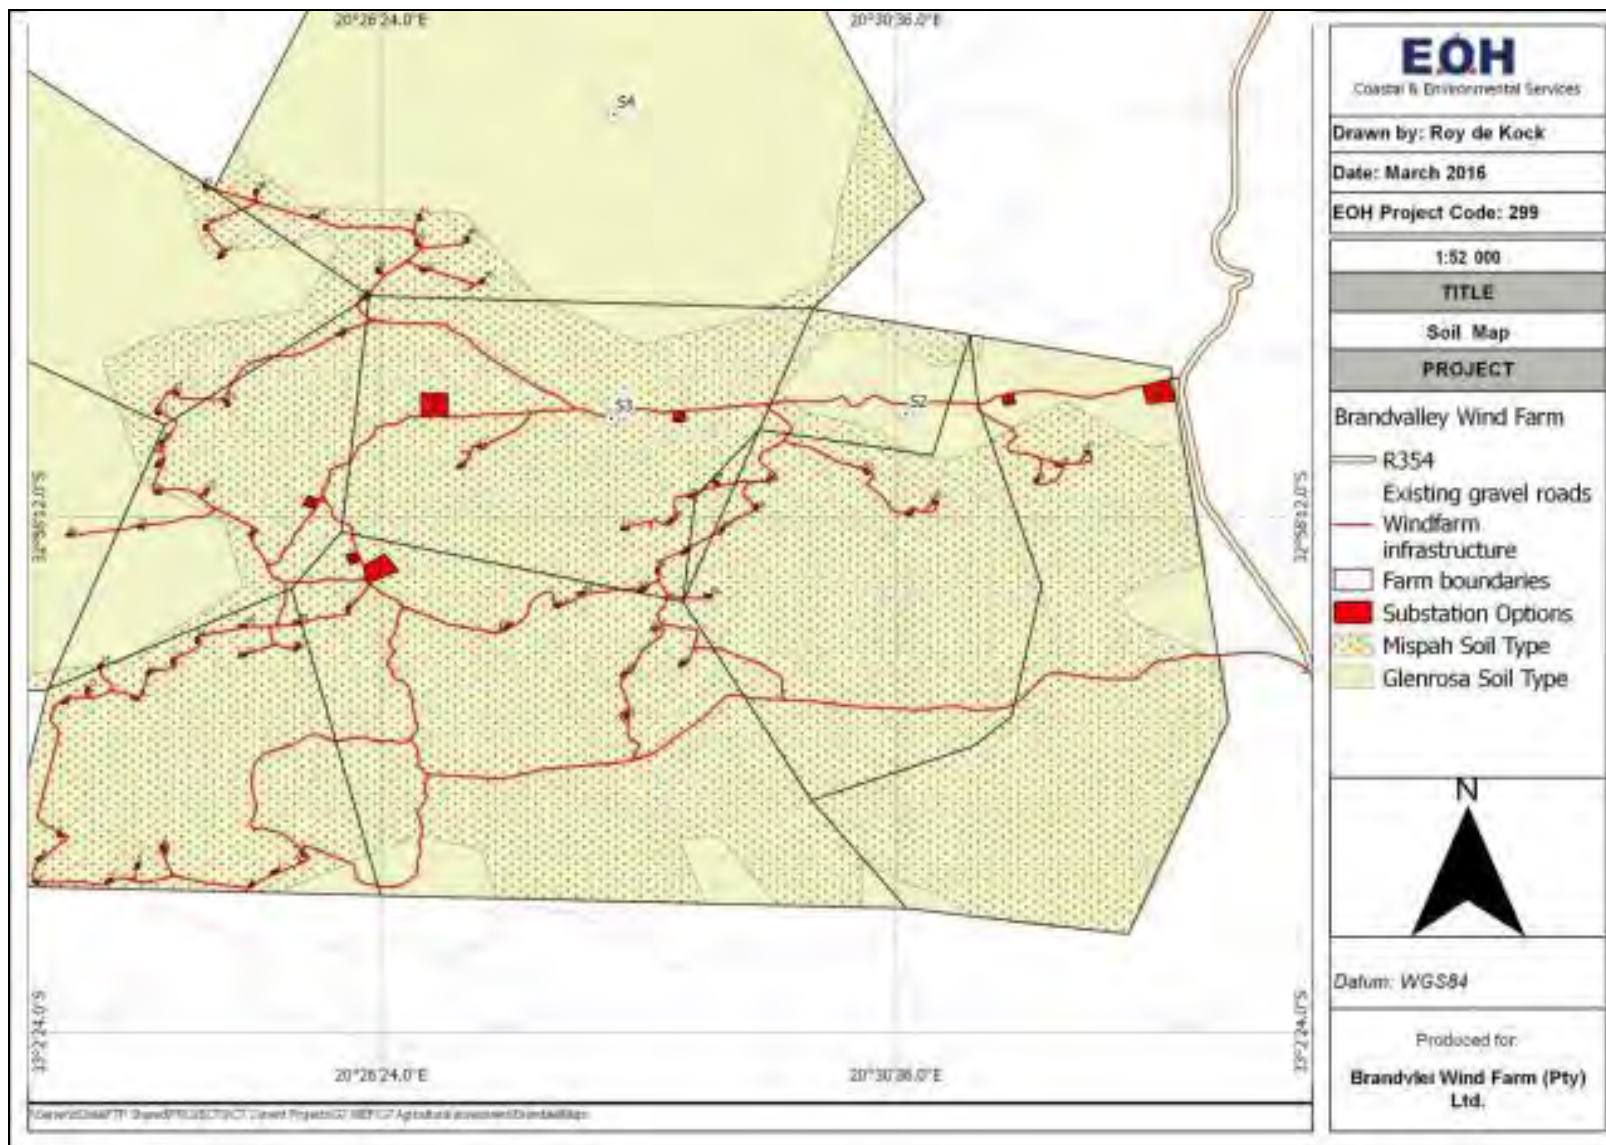 20°26'24.0"E
20°30'36.0"E
S4
S3
S2
32°58'12.0"S
32°58'12.0"S
33°2'24.0"S
33°2'24.0"S
20°26'24.0"E
20°30'36.0"E
EOH
Coastal & Environmental Services
Drawn by: Roy de Kock
Date: March 2016
EOH Project Code: 299
1:52 000
TITLE
Soil Map
PROJECT
Brandvalley Wind Farm
R354
Existing gravel roads
Windfarm
infrastructure
Farm boundaries
Substation Options
Mispah Soil Type
Glenrosa Soil Type
N
Datum: WGS84
Produced for:
Brandvlei Wind Farm (Pty)
Ltd.